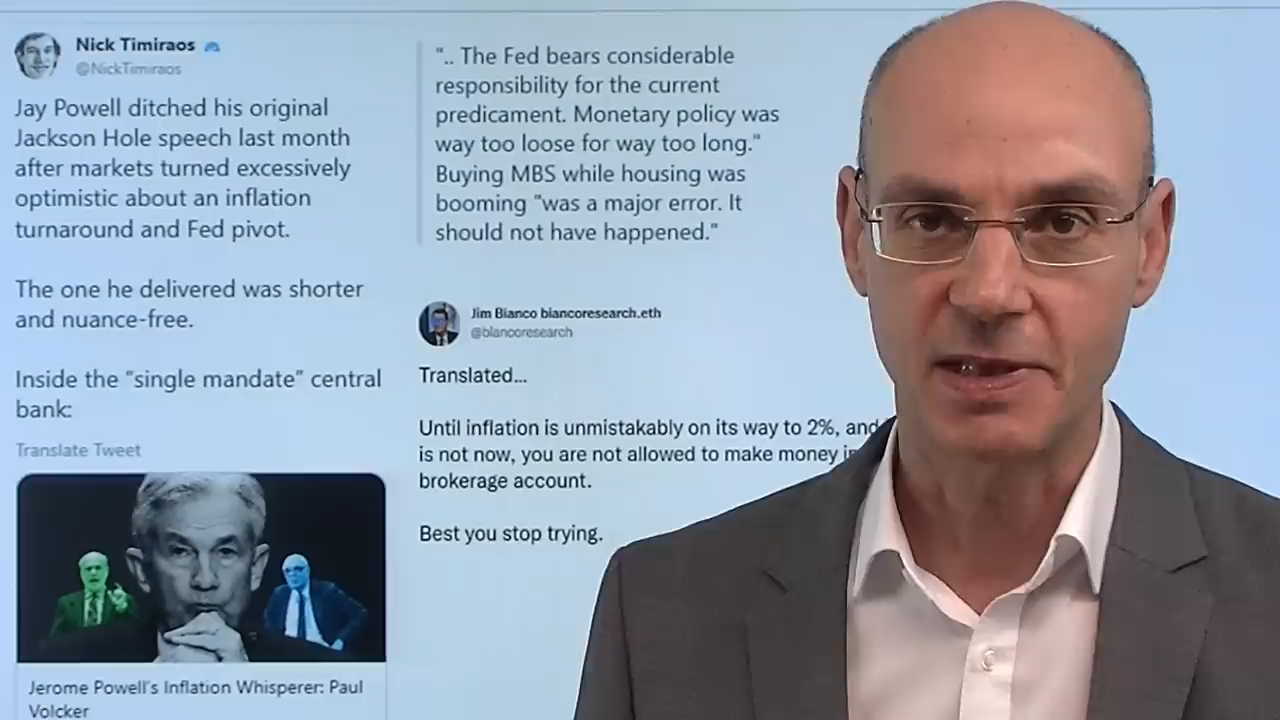 Nick Timiraos
@NickTimiraos
Jay Powell ditched his original
Jackson Hole speech last month
after markets turned excessively
optimistic about an inflation
turnaround and Fed pivot.
The one he delivered was shorter
and nuance-free.
Inside the “single mandate” central
bank:
Translate Tweet
Jerome Powell’s Inflation Whisperer: Paul
Volcker
".. The Fed bears considerable
responsibility for the current
predicament. Monetary policy was
way too loose for way too long."
Buying MBS while housing was
booming "was a major error. It
should not have happened."
Jim Bianco biancoresearch.eth
@biancoresearch
Translated...
Until inflation is unmistakably on its way to 2%, and
is not now, you are not allowed to make money
brokerage account.
Best you stop trying.